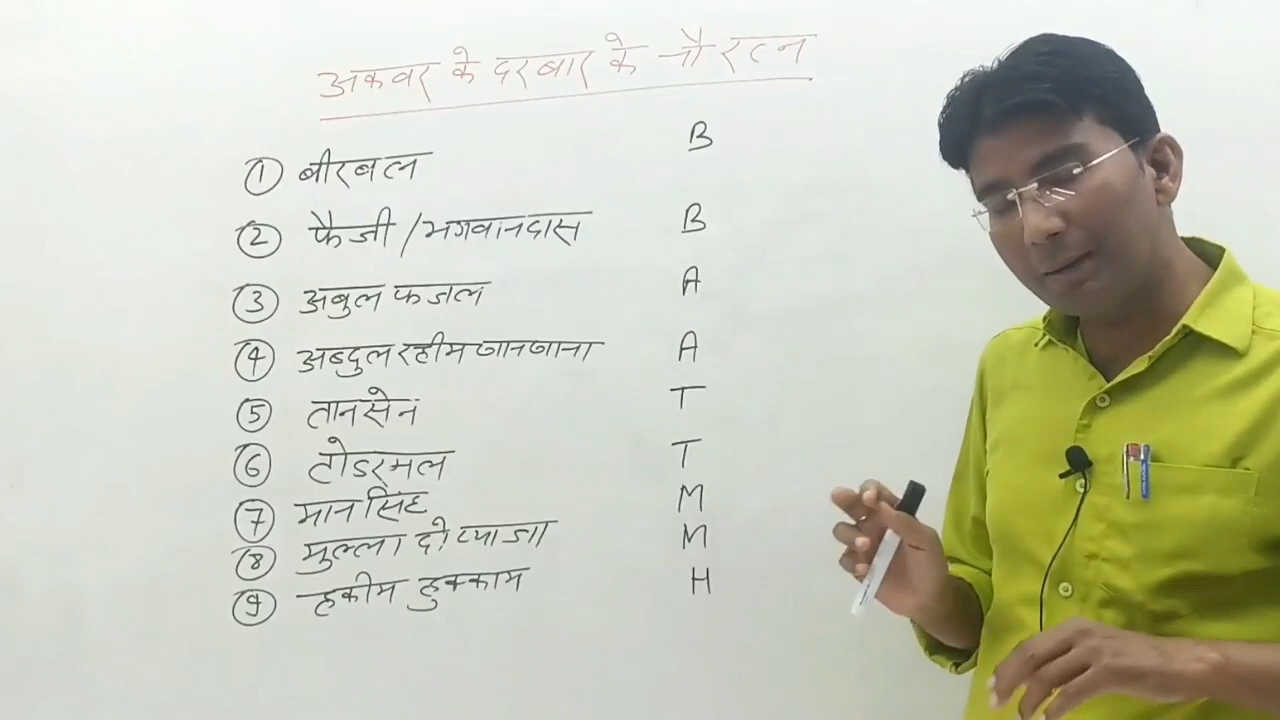 अकबर के दरबार के नौ रत्न
① बीरबल B
② फैजी / भगवानदास B
③ अबुल फजल A
④ अब्दुल रहीम खानखाना A
⑤ तानसेन T
⑥ टोडरमल T
⑦ मान सिंह M
⑧ मुल्ला दो प्याजा M
⑨ हकीम हुक्काम H